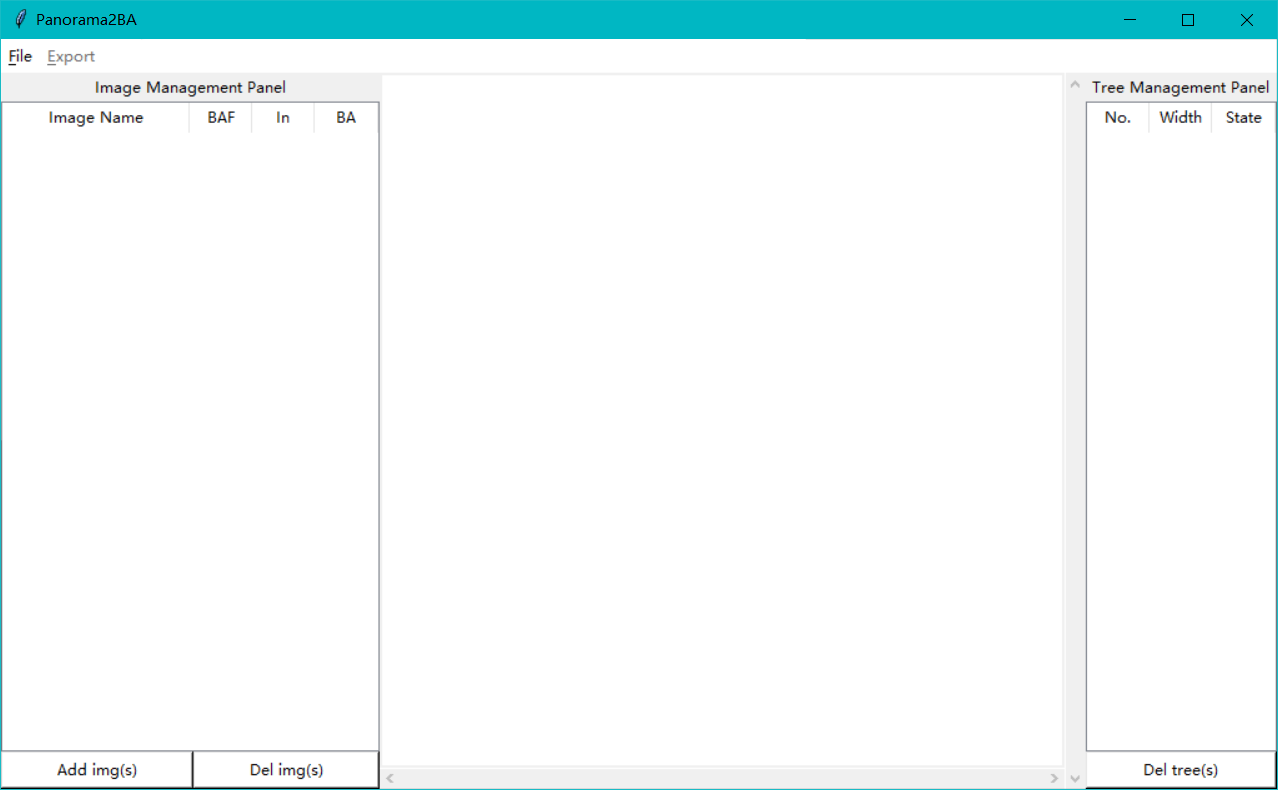 Panorama2BA
File Export
Image Management Panel
Tree Management Panel
Image Name BAF In BA
No. Width State
Add img(s) Del img(s)
Del tree(s)